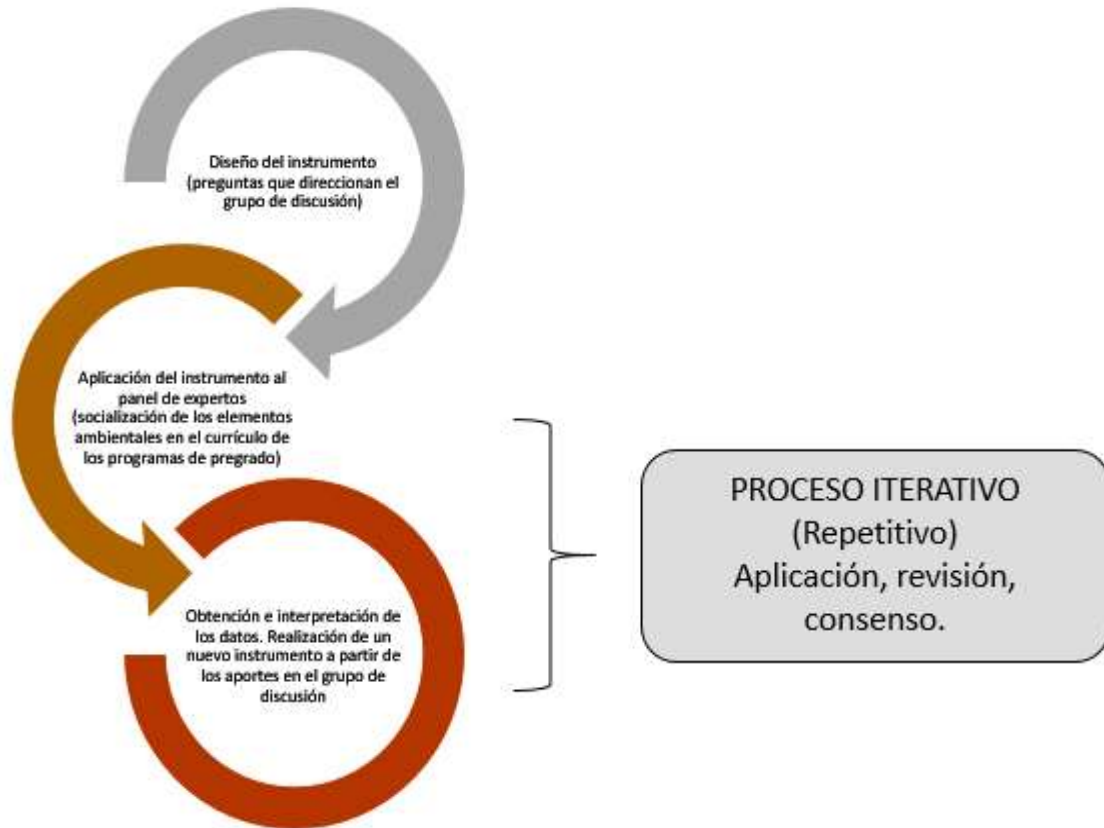 Diseño del instrumento
(preguntas que direccionan el
grupo de discusión)
Aplicación del instrumento al
panel de expertos
(socialización de los elementos
ambientales en el currículo de
los programas de pregrado)
Obtención e interpretación de
los datos. Realización de un
nuevo instrumento a partir de
los aportes en el grupo de
discusión
PROCESO ITERATIVO
(Repetitivo)
Aplicación, revisión,
consenso.